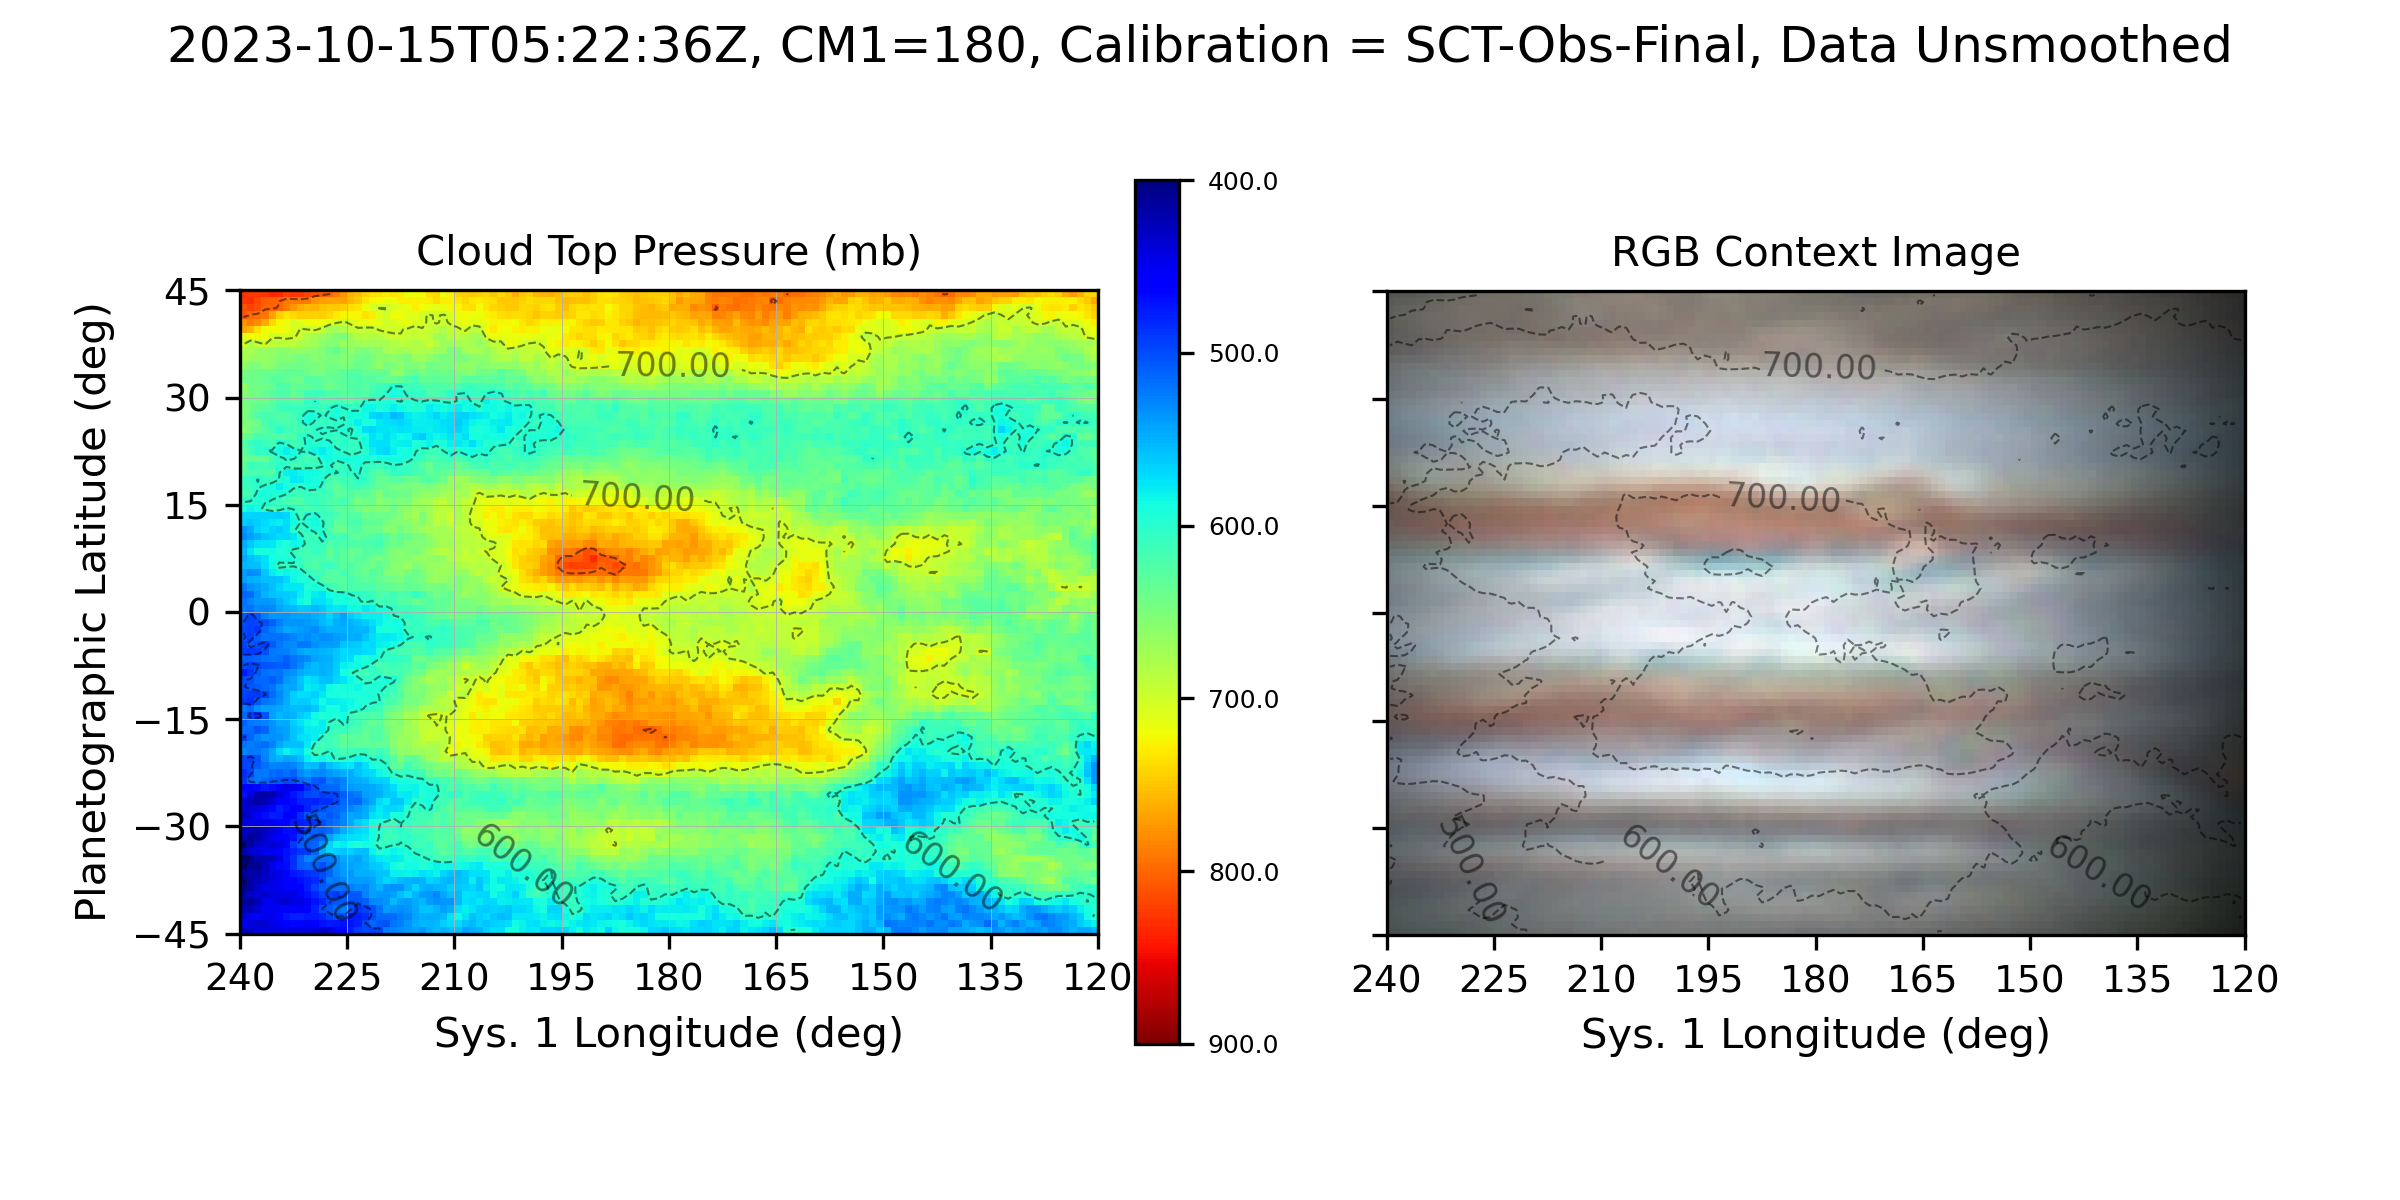 2023-10-15T05:22:36Z, CM1=180, Calibration = SCT-Obs-Final, Data Unsmoothed
Cloud Top Pressure (mb)
Planetographic Latitude (deg)
45
30
15
0
−15
−30
−45
700.00
700.00
500.00
600.00
600.00
240 225 210 195 180 165 150 135 120
Sys. 1 Longitude (deg)
400.0
500.0
600.0
700.0
800.0
900.0
RGB Context Image
700.00
700.00
500.00
600.00
600.00
240 225 210 195 180 165 150 135 120
Sys. 1 Longitude (deg)